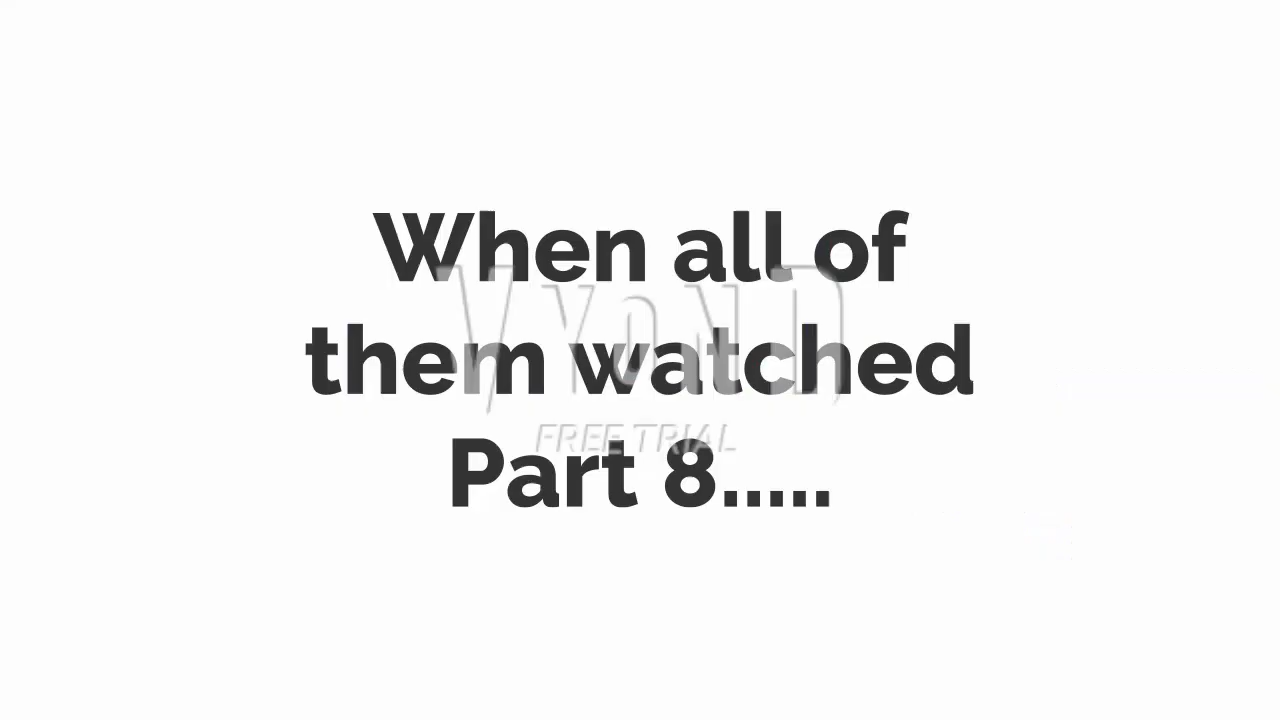 When all of
them watched
Part 8.....
VYOND
FREE TRIAL